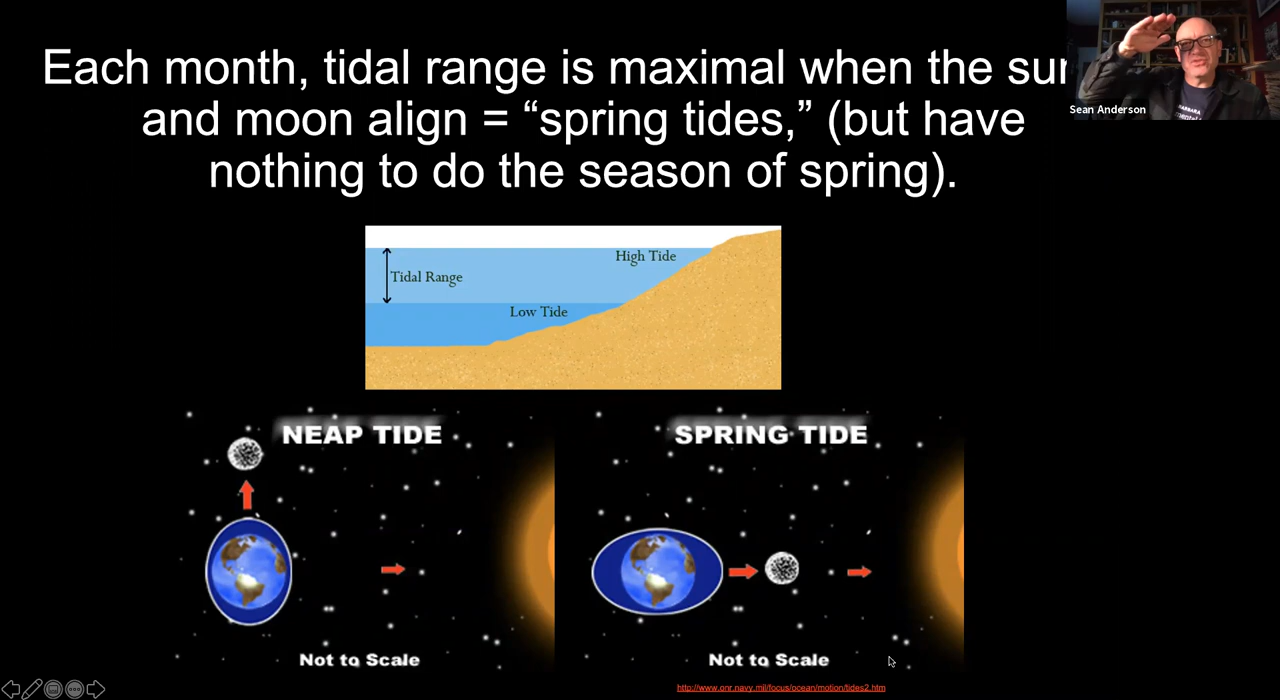 Each month, tidal range is maximal when the sun
and moon align = “spring tides,” (but have
nothing to do the season of spring).
Sean Anderson
High Tide
Tidal Range
Low Tide
NEAP TIDE
SPRING TIDE
Not to Scale
Not to Scale
http://www.onr.navy.mil/focus/ocean/motion/tides2.htm